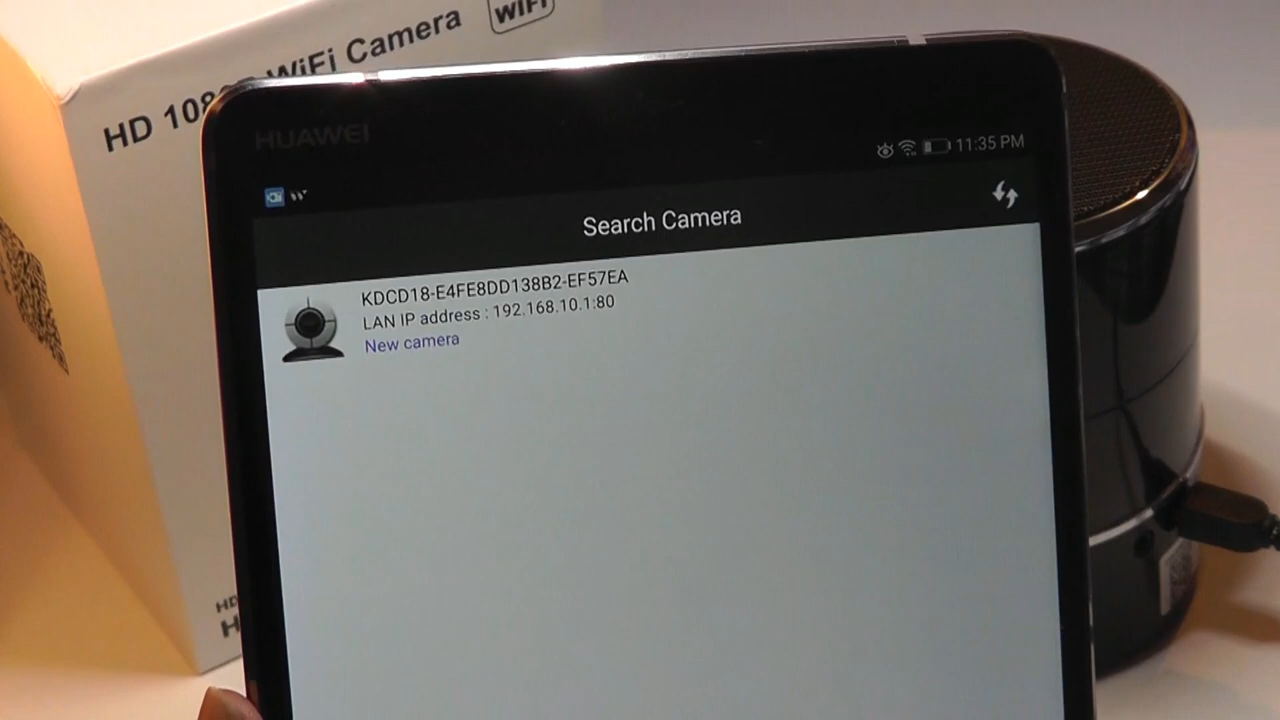 WiFi
HD 108
WiFi Camera
HUAWEI
11:35 PM
Search Camera
KDCD18-E4FE8DD138B2-EF57EA
LAN IP address : 192.168.10.1:80
New camera
HD
H